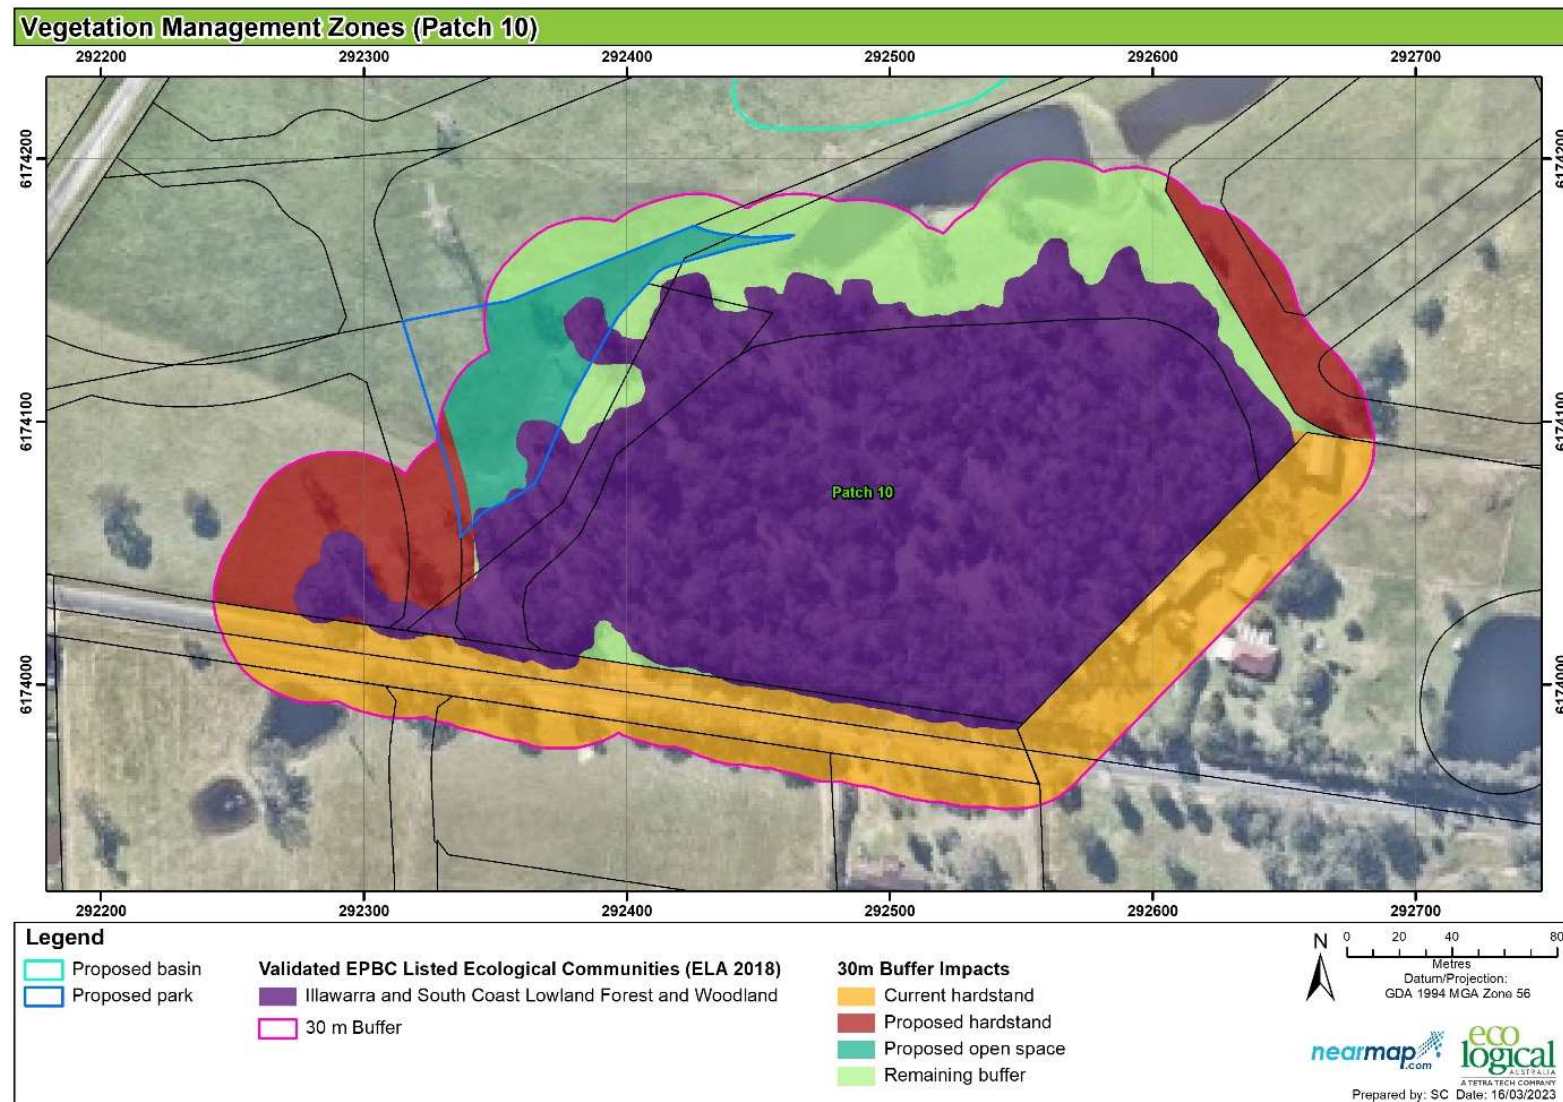 Vegetation Management Zones (Patch 10)
292200 292300 292400 292500 292600 292700
6174200 6174200
6174100 6174100
Patch 10
6174000 6174000
292200 292300 292400 292500 292600 292700
Legend
Proposed basin
Proposed park
Validated EPBC Listed Ecological Communities (ELA 2018)
Illawarra and South Coast Lowland Forest and Woodland
30 m Buffer
30m Buffer Impacts
Current hardstand
Proposed hardstand
Proposed open space
Remaining buffer
N
0 20 40 80
Metres
Datum/Projection:
GDA 1994 MGA Zone 56
nearmap
.com
eco
logical
AUSTRALIA
A TETRA TECH COMPANY
Prepared by: SC Date: 16/03/2023